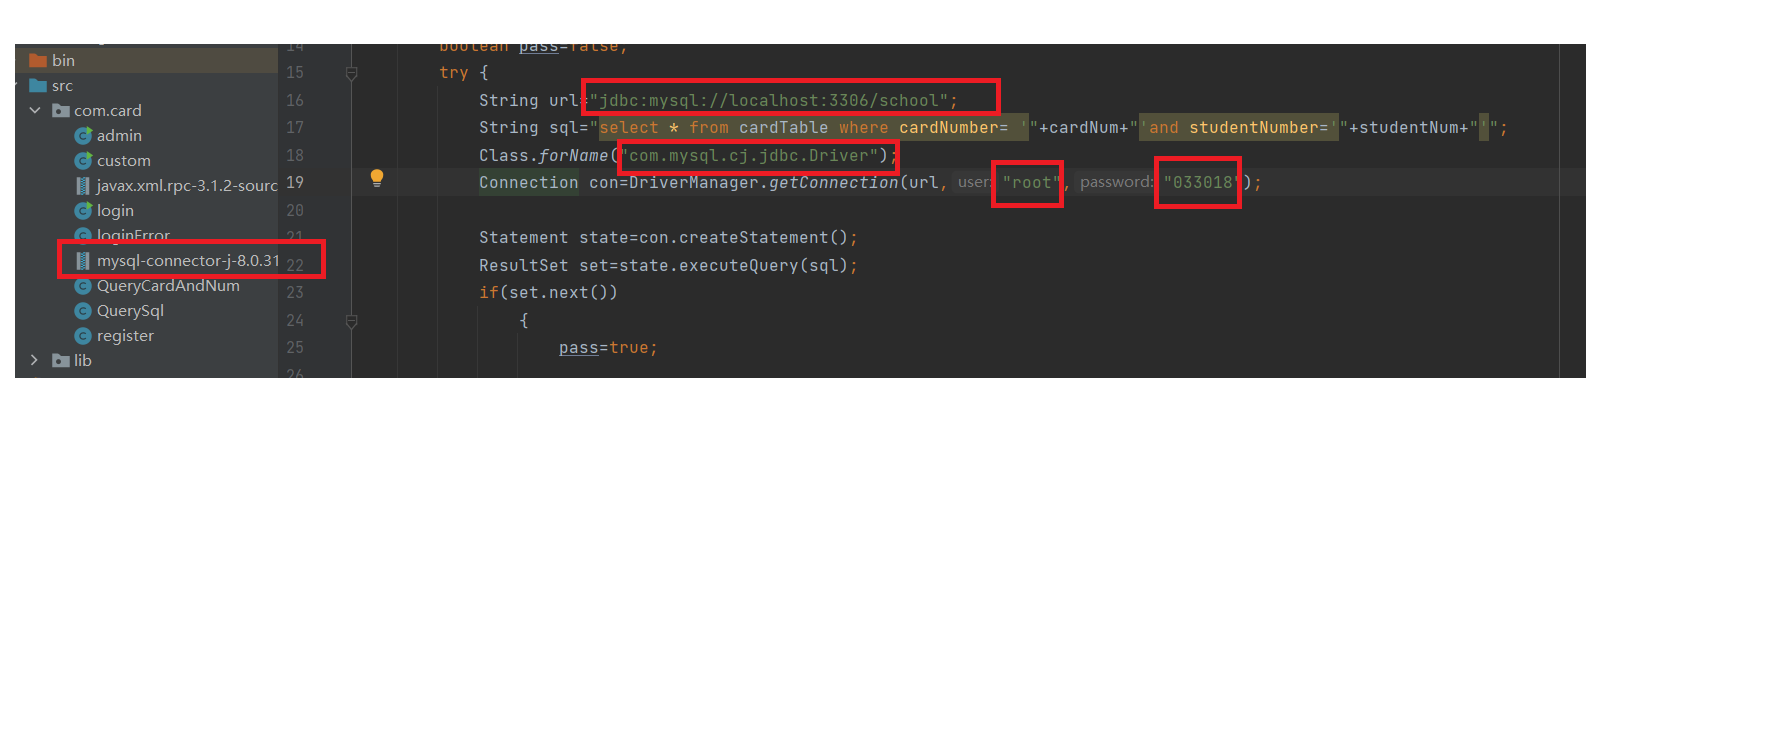 bin
src
com.card
admin
custom
javax.xml.rpc-3.1.2-sourc
login
loginError
mysql-connector-j-8.0.31
QueryCardAndNum
QuerySql
register
lib
14 boolean pass=false;
15 try {
16 String url="jdbc:mysql://localhost:3306/school";
17 String sql="select * from cardTable where cardNumber= '"+cardNum+"'and studentNumber='"+studentNum+"'";
18 Class.forName("com.mysql.cj.jdbc.Driver");
19 Connection con=DriverManager.getConnection(url, user: "root", password: "033018");
20
21 Statement state=con.createStatement();
22 ResultSet set=state.executeQuery(sql);
23 if(set.next())
24 {
25 pass=true;
26